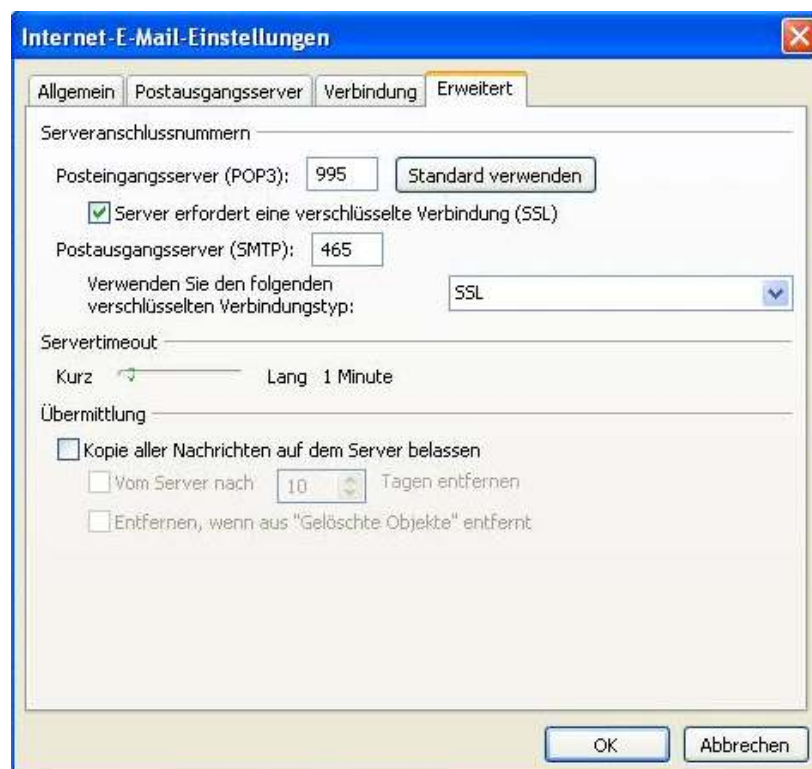 Internet-E-Mail-Einstellungen
Allgemein Postausgangsserver Verbindung Erweitert
Serveranschlussnummern
Posteingangsserver (POP3): 995 Standard verwenden
Server erfordert eine verschlüsselte Verbindung (SSL)
Postausgangsserver (SMTP): 465
Verwenden Sie den folgenden
verschlüsselten Verbindungstyp: SSL
Servertimeout
Kurz Lang 1 Minute
Übermittlung
Kopie aller Nachrichten auf dem Server belassen
Vom Server nach 10 Tagen entfernen
Entfernen, wenn aus "Gelöschte Objekte" entfernt
OK Abbrechen